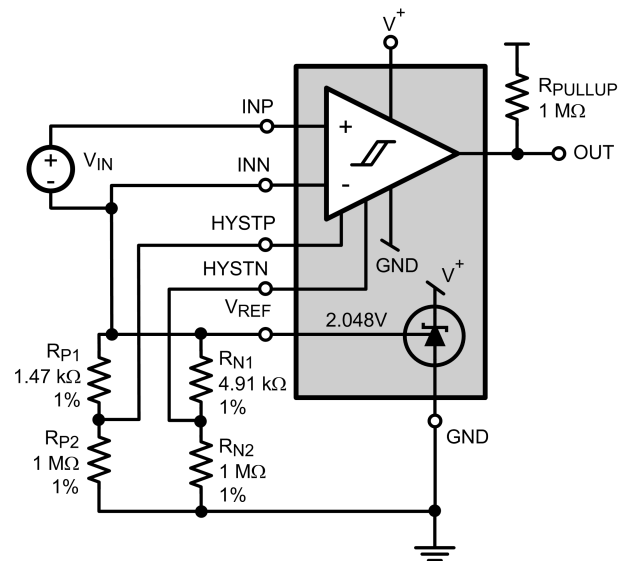 V+
RPULLUP
1 MΩ
INP
+
+
-
VIN
INN
-
OUT
HYSTP
GND
HYSTN
V+
VREF
2.048V
RP1
1.47 kΩ
1%
RN1
4.91 kΩ
1%
RP2
1 MΩ
1%
RN2
1 MΩ
1%
GND